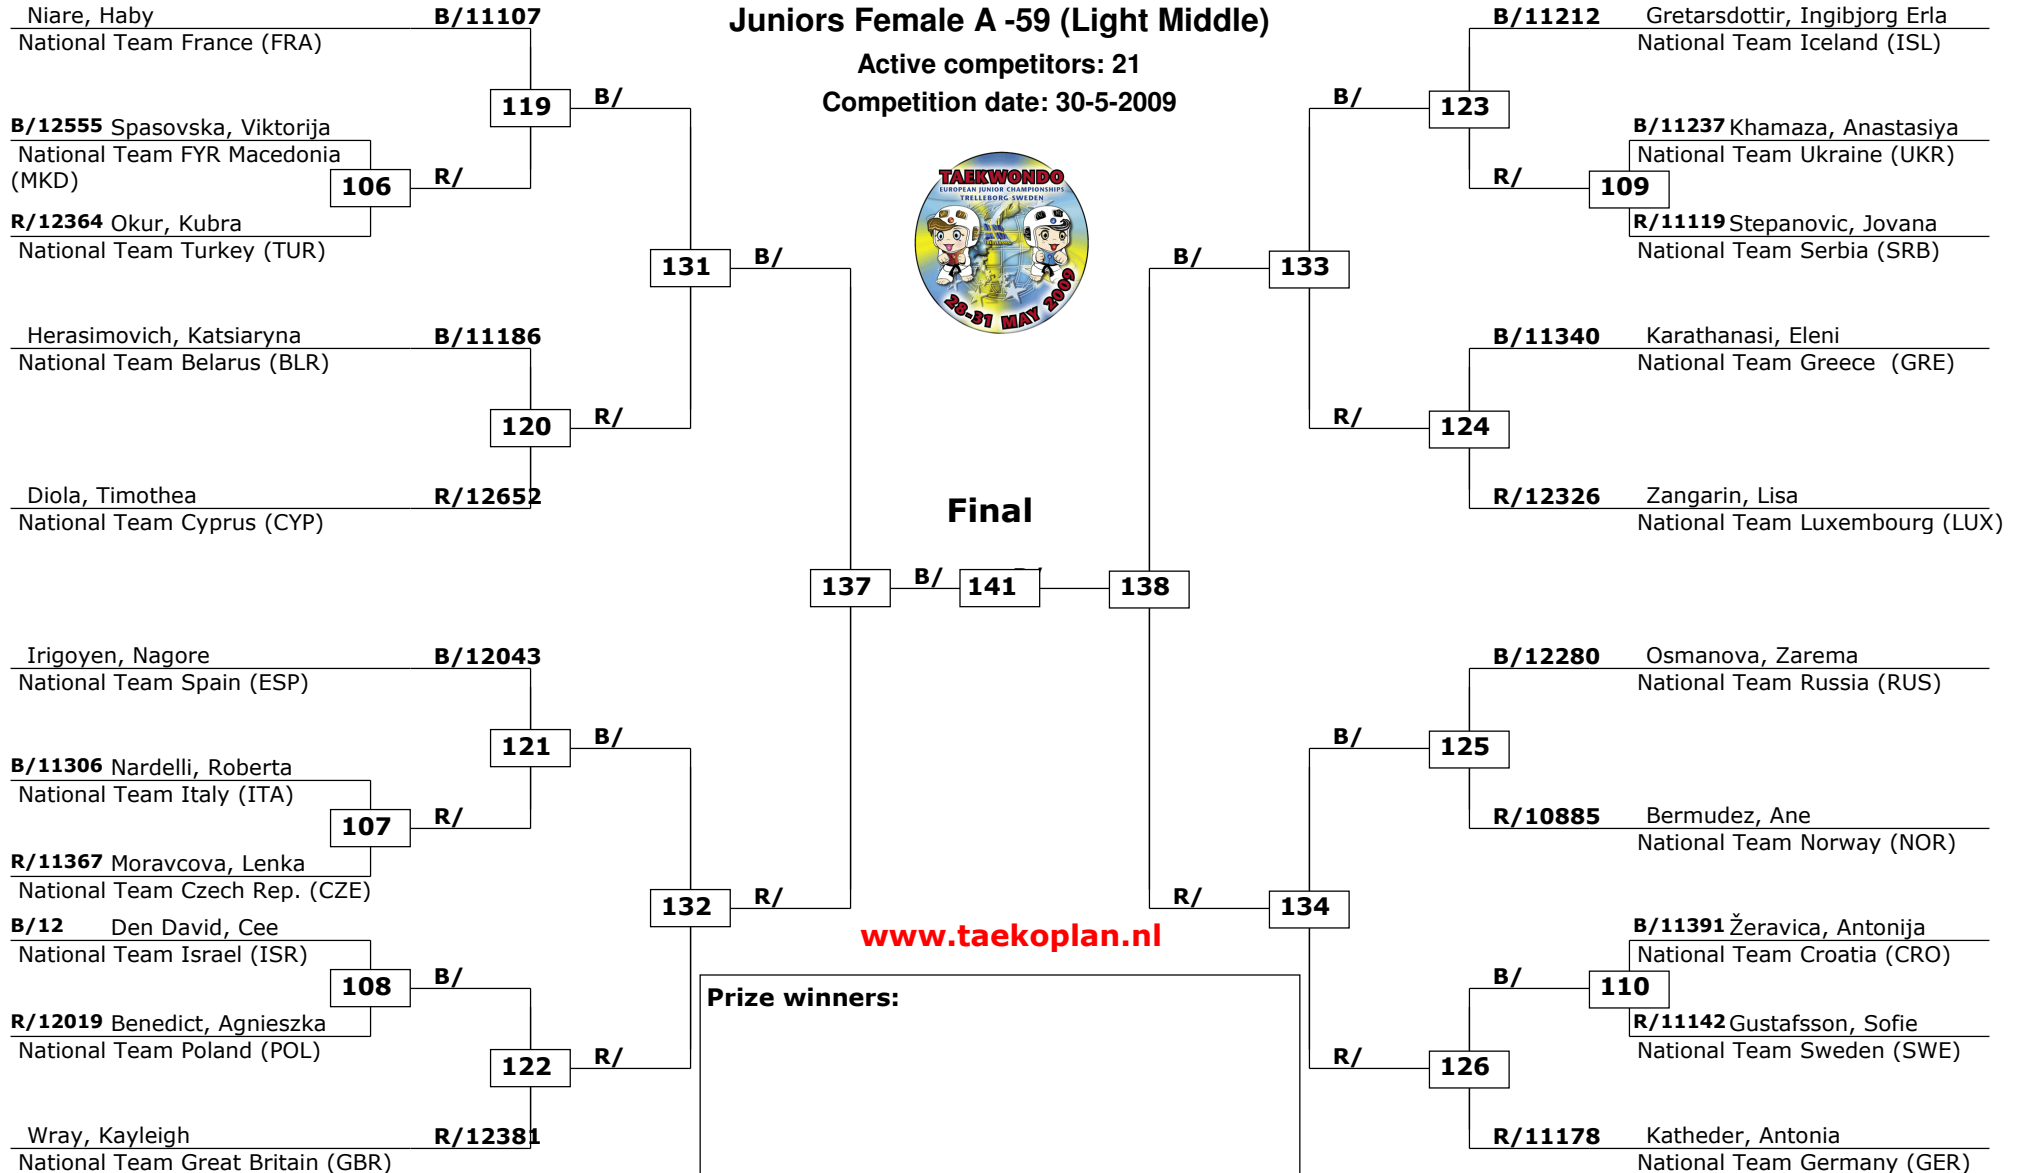 Juniors Female A -59 (Light Middle)
Active competitors: 21
Competition date: 30-5-2009
TAEKWONDO
EUROPEAN JUNIOR CHAMPIONSHIPS
TRELLEBORG SWEDEN
28-31 MAY 2009
Niare, Haby B/11107
National Team France (FRA)
119 B/
B/12555 Spasovska, Viktorija
National Team FYR Macedonia
(MKD)
106 R/
R/12364 Okur, Kubra
National Team Turkey (TUR)
131 B/
Herasimovich, Katsiaryna B/11186
National Team Belarus (BLR)
120 R/
Diola, Timothea R/12652
National Team Cyprus (CYP)
Irigoyen, Nagore B/12043
National Team Spain (ESP)
121 B/
B/11306 Nardelli, Roberta
National Team Italy (ITA)
107 R/
R/11367 Moravcova, Lenka
National Team Czech Rep. (CZE)
132 R/
B/12 Den David, Cee
National Team Israel (ISR)
108 B/
R/12019 Benedict, Agnieszka
National Team Poland (POL)
122 R/
Wray, Kayleigh R/12381
National Team Great Britain (GBR)
Final
137 B/ 141 138
B/11212 Gretarsdottir, Ingibjorg Erla
National Team Iceland (ISL)
B/ 123
B/11237 Khamaza, Anastasiya
National Team Ukraine (UKR)
R/ 109
R/11119 Stepanovic, Jovana
National Team Serbia (SRB)
B/ 133
B/11340 Karathanasi, Eleni
National Team Greece (GRE)
R/ 124
R/12326 Zangarin, Lisa
National Team Luxembourg (LUX)
B/12280 Osmanova, Zarema
National Team Russia (RUS)
B/ 125
R/10885 Bermudez, Ane
National Team Norway (NOR)
R/ 134
B/11391 Žeravica, Antonija
National Team Croatia (CRO)
B/ 110
R/11142 Gustafsson, Sofie
National Team Sweden (SWE)
R/ 126
R/11178 Katheder, Antonia
National Team Germany (GER)
www.taekoplan.nl
Prize winners: